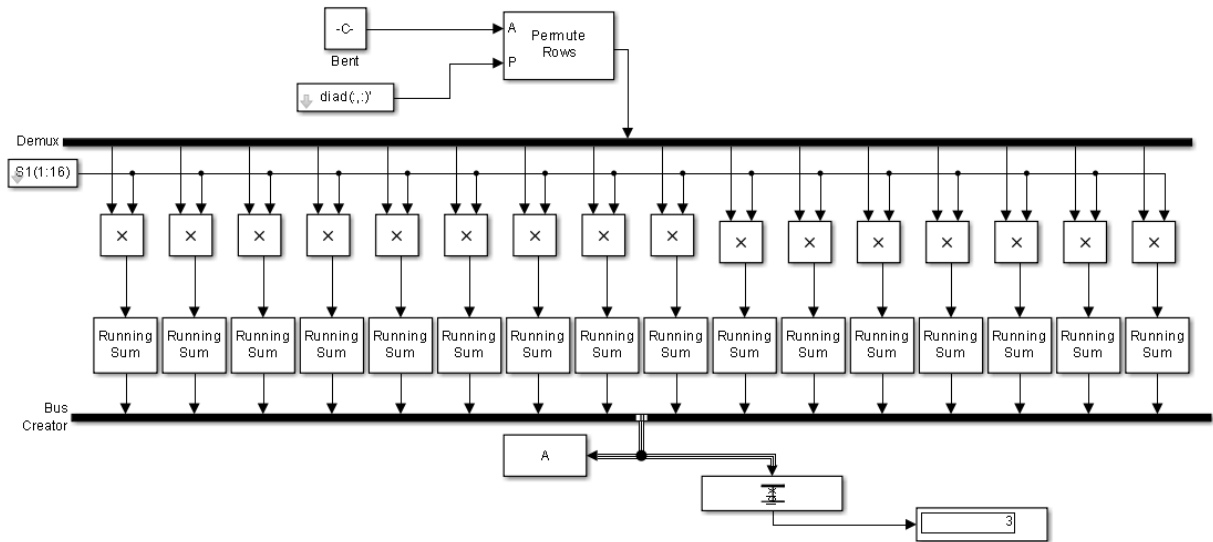 -C-
Bent
A
P
Permute
Rows
diad(:,:)'
Demux
S1(1:16)
× × × × × × × × × × × × × × × ×
Running Running Running Running Running Running Running Running Running Running Running Running Running Running Running Running
Sum Sum Sum Sum Sum Sum Sum Sum Sum Sum Sum Sum Sum Sum Sum Sum
Bus
Creator
A
3